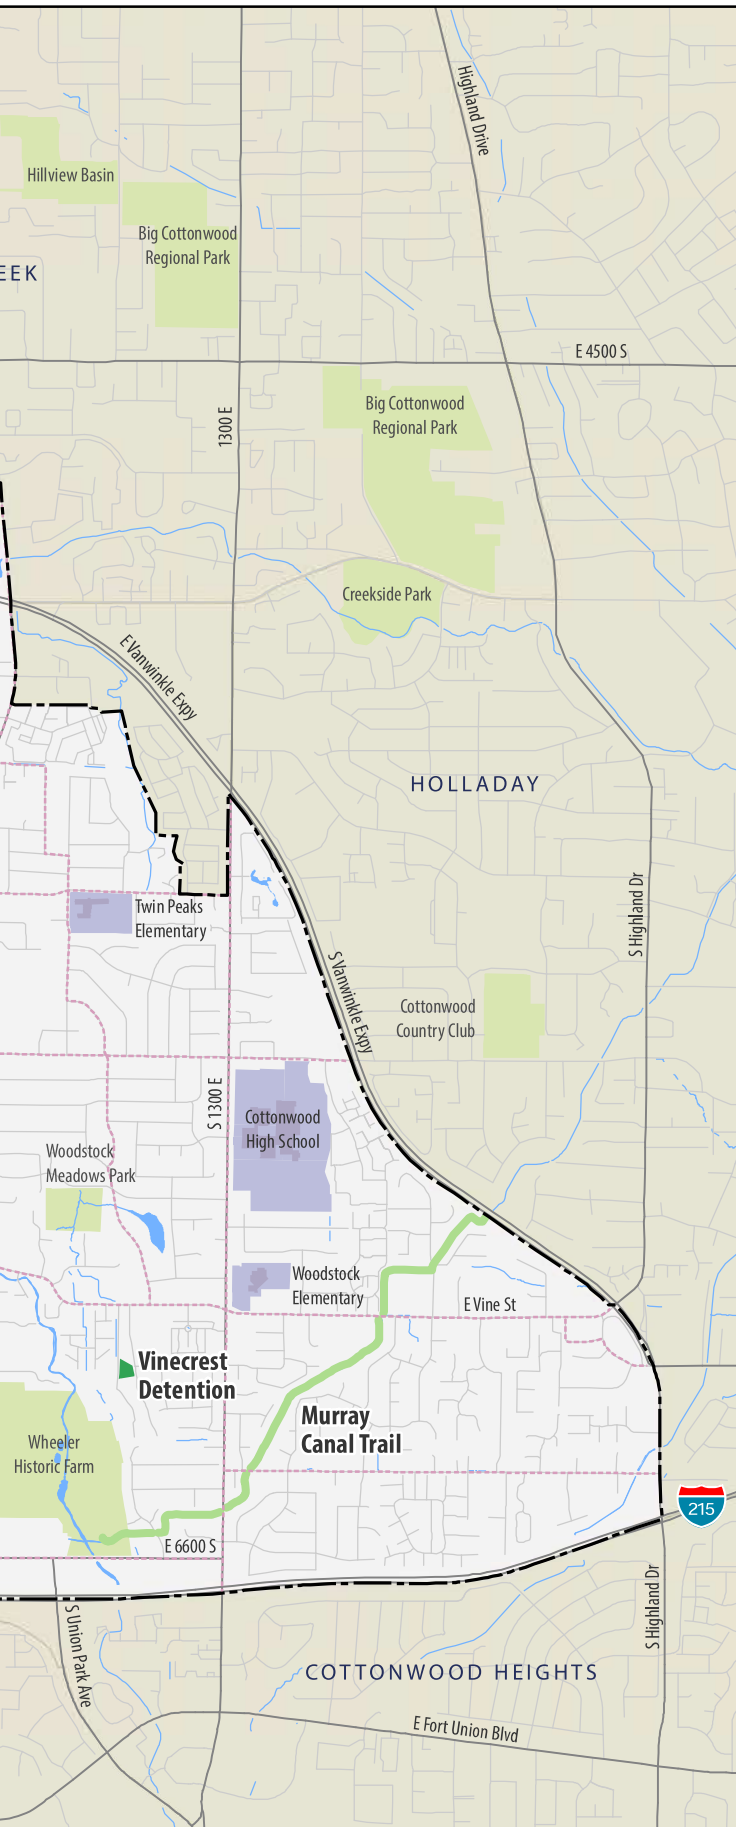 Highland Drive
Hillview Basin
Big Cottonwood
Regional Park
EEK
E 4500 S
1300 E
Big Cottonwood
Regional Park
Creekside Park
E Vanwinkle Expy
HOLLADAY
S Highland Dr
Twin Peaks
Elementary
S Vanwinkle Expy
Cottonwood
Country Club
S 1300 E
Cottonwood
High School
Woodstock
Meadows Park
Woodstock
Elementary
E Vine St
Vinecrest
Detention
Murray
Canal Trail
Wheeler
Historic Farm
215
E 6600 S
S Highland Dr
S Union Park Ave
COTTONWOOD HEIGHTS
E Fort Union Blvd